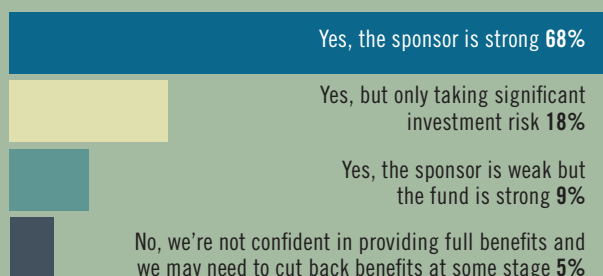 Yes, the sponsor is strong 68%
Yes, but only taking significant
investment risk 18%
Yes, the sponsor is weak but
the fund is strong 9%
No, we're not confident in providing full benefits and
we may need to cut back benefits at some stage 5%